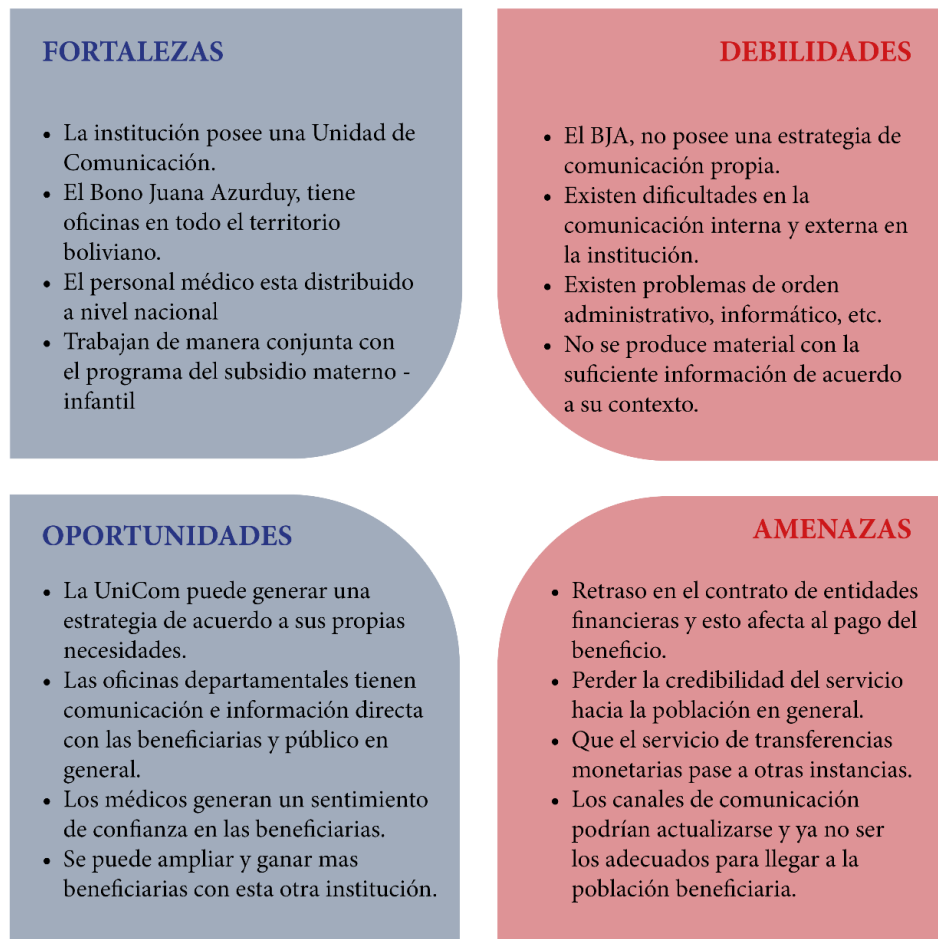 FORTALEZAS
• La institución posee una Unidad de
Comunicación.
• El Bono Juana Azurduy, tiene
oficinas en todo el territorio
boliviano.
• El personal médico esta distribuido
a nivel nacional
• Trabajan de manera conjunta con
el programa del subsidio materno -
infantil
DEBILIDADES
• El BJA, no posee una estrategia de
comunicación propia.
• Existen dificultades en la
comunicación interna y externa en
la institución.
• Existen problemas de orden
administrativo, informático, etc.
• No se produce material con la
suficiente información de acuerdo
a su contexto.
OPORTUNIDADES
• La UniCom puede generar una
estrategia de acuerdo a sus propias
necesidades.
• Las oficinas departamentales tienen
comunicación e información directa
con las beneficiarias y público en
general.
• Los médicos generan un sentimiento
de confianza en las beneficiarias.
• Se puede ampliar y ganar mas
beneficiarias con esta otra institución.
AMENAZAS
• Retraso en el contrato de entidades
financieras y esto afecta al pago del
beneficio.
• Perder la credibilidad del servicio
hacia la población en general.
• Que el servicio de transferencias
monetarias pase a otras instancias.
• Los canales de comunicación
podrían actualizarse y ya no ser
los adecuados para llegar a la
población beneficiaria.